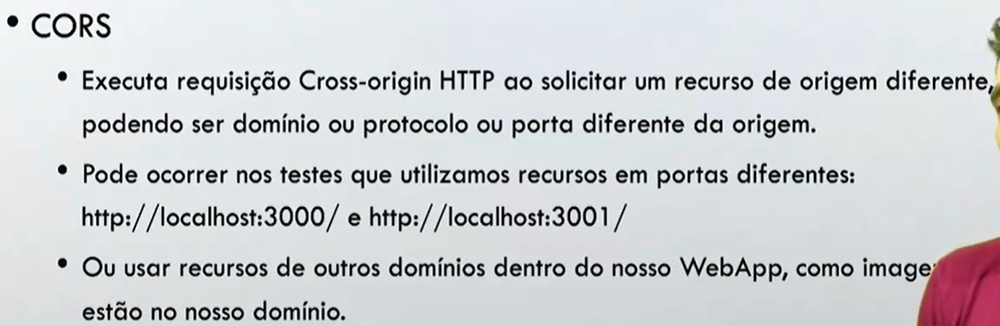 • CORS
• Executa requisição Cross-origin HTTP ao solicitar um recurso de origem diferente,
podendo ser domínio ou protocolo ou porta diferente da origem.
• Pode ocorrer nos testes que utilizamos recursos em portas diferentes:
http://localhost:3000/ e http://localhost:3001/
• Ou usar recursos de outros domínios dentro do nosso WebApp, como
estão no nosso domínio.